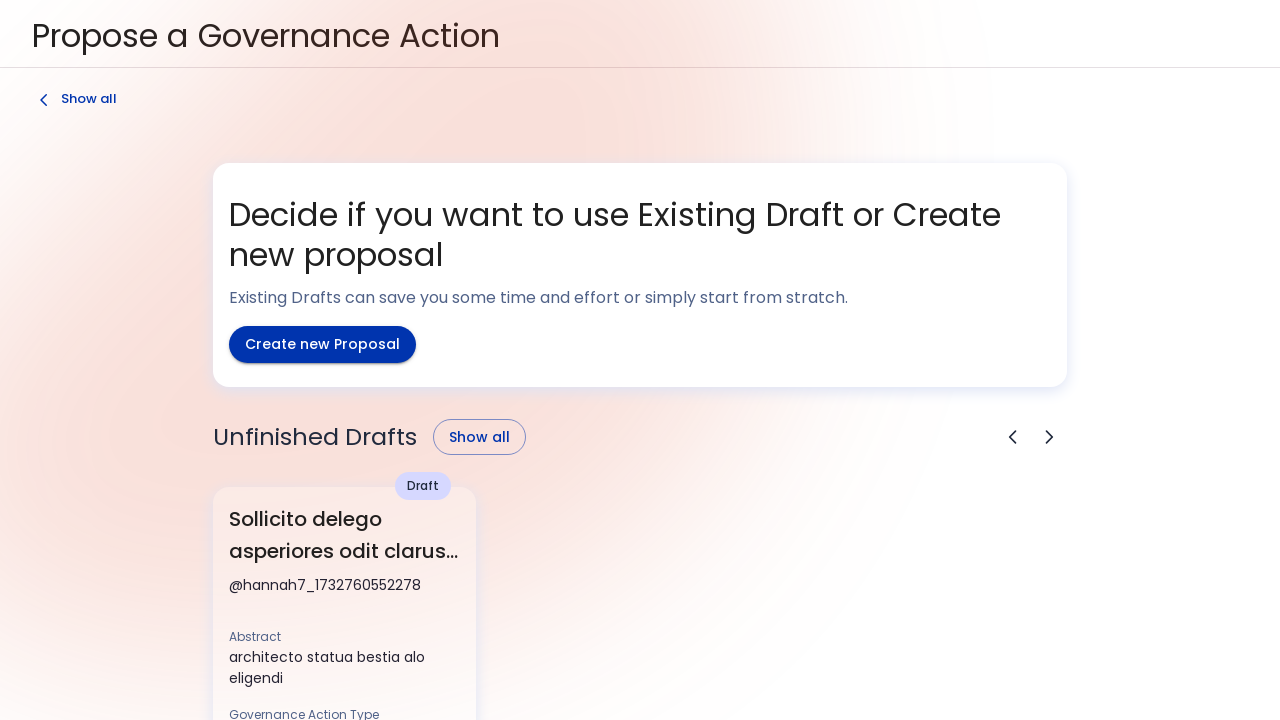 Propose a Governance Action
Show all
Decide if you want to use Existing Draft or Create
new proposal
Existing Drafts can save you some time and effort or simply start from stratch.
Create new Proposal
Unfinished Drafts
Show all
Draft
Sollicito delego
asperiores odit clarus...
@hannah7_1732760552278
Abstract
architecto statua bestia alo
eligendi
Governance Action Type